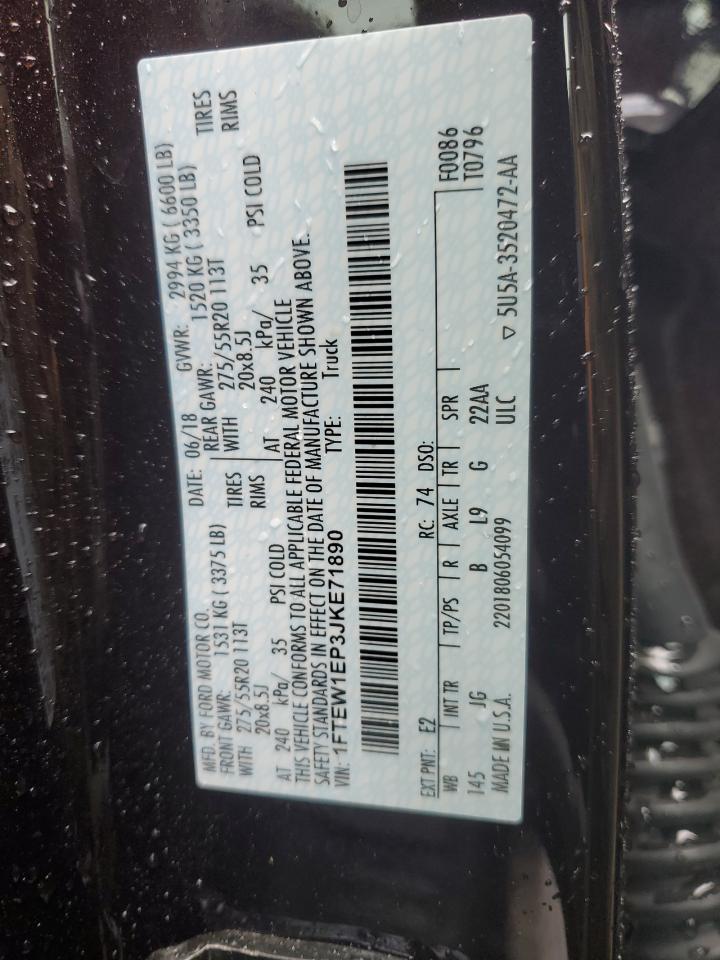 MFD. BY FORD MOTOR CO.
DATE: 06/18 GVWR: 2994 KG ( 6600 LB)
FRONT GAWR: 1531 KG ( 3375 LB) REAR GAWR: 1520 KG ( 3350 LB)
WITH 275/55R20 113T TIRES WITH 275/55R20 113T TIRES
20x8.5J RIMS 20x8.5J RIMS
AT 240 kPa/ 35 PSI COLD AT 240 kPa/ 35 PSI COLD
THIS VEHICLE CONFORMS TO ALL APPLICABLE FEDERAL MOTOR VEHICLE
SAFETY STANDARDS IN EFFECT ON THE DATE OF MANUFACTURE SHOWN ABOVE.
VIN: 1FTEW1EP3JKE71890 TYPE: Truck
EXT PNT: E2 RC: 74 DSO: F0086
WB INT TR TP/PS R AXLE TR SPR T0796
145 JG B L9 G 22AA
MADE IN U.S.A. 2201806054099 ULC ▽ 5U5A-3520472-AA